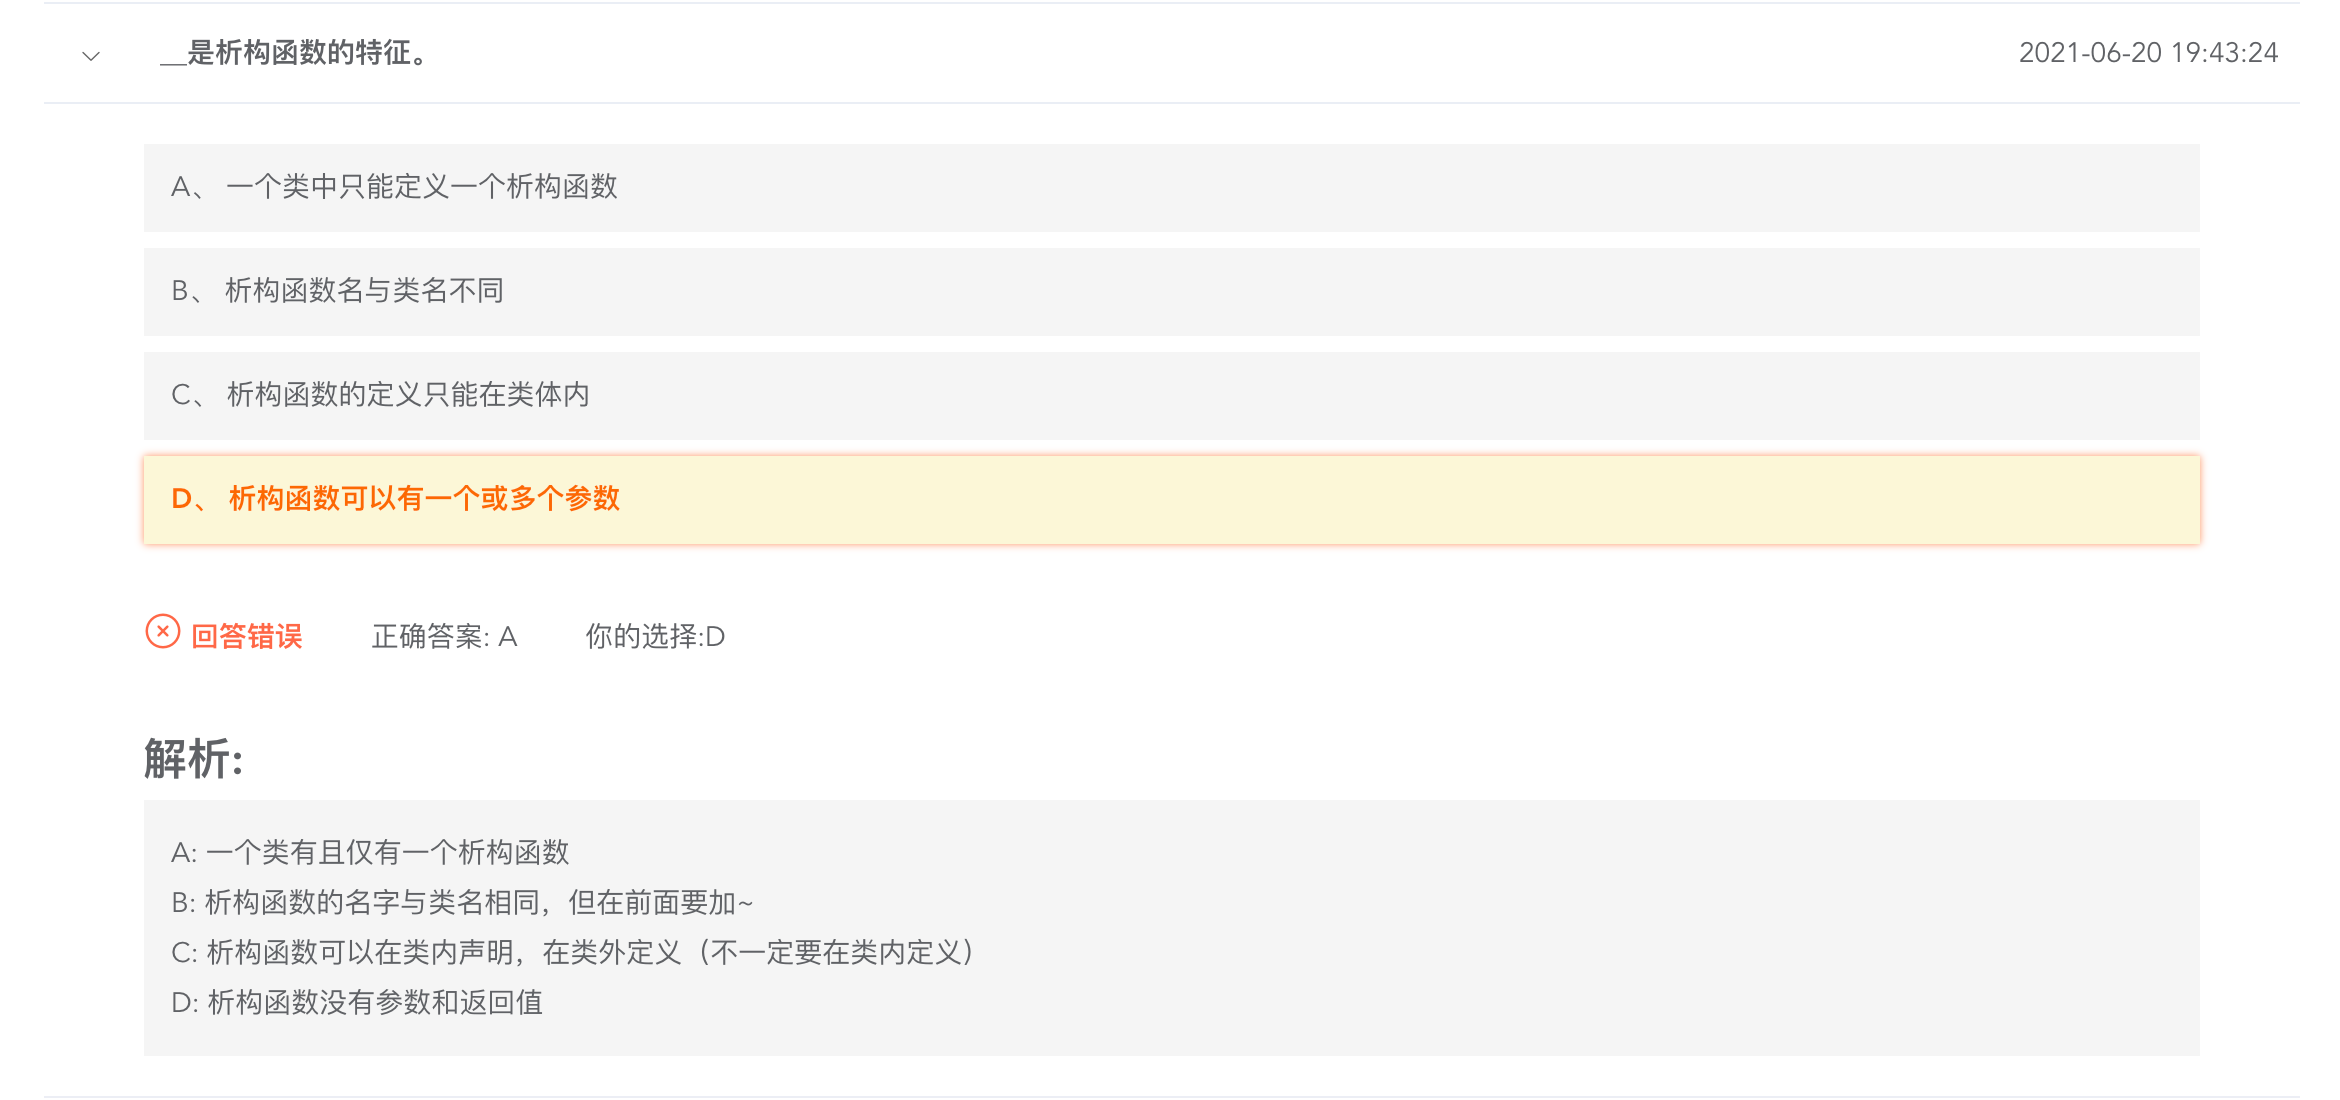 __是析构函数的特征。 2021-06-20 19:43:24
A、 一个类中只能定义一个析构函数
B、 析构函数名与类名不同
C、 析构函数的定义只能在类体内
D、 析构函数可以有一个或多个参数
回答错误 正确答案: A 你的选择:D
解析:
A: 一个类有且仅有一个析构函数
B: 析构函数的名字与类名相同，但在前面要加~
C: 析构函数可以在类内声明，在类外定义（不一定要在类内定义）
D: 析构函数没有参数和返回值